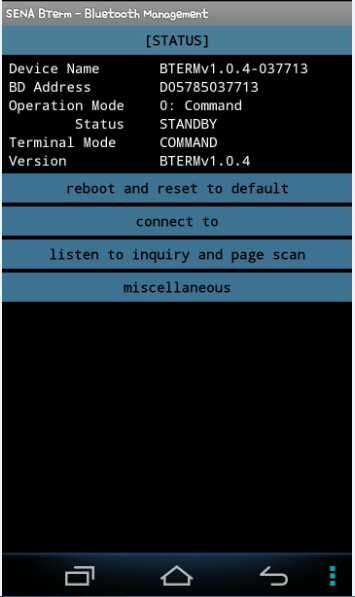 SENA BTerm - Bluetooth Management
[STATUS]
Device Name BTERMv1.0.4-037713
BD Address D05785037713
Operation Mode 0: Command
Status STANDBY
Terminal Mode COMMAND
Version BTERMv1.0.4
reboot and reset to default
connect to
listen to inquiry and page scan
miscellaneous